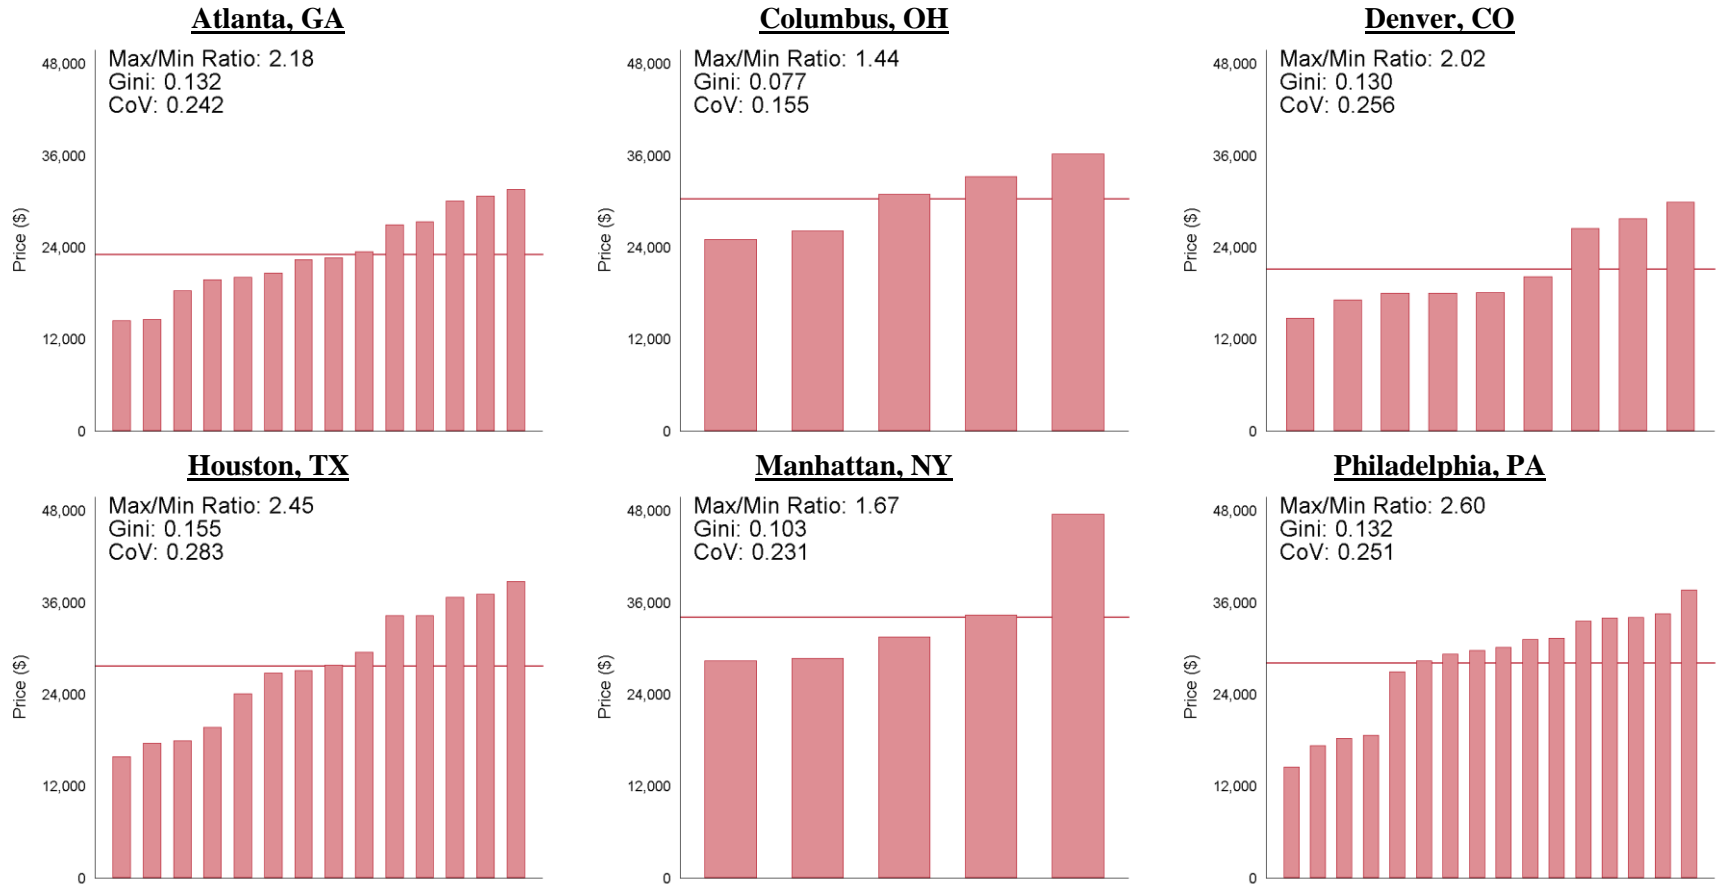 Atlanta, GA
Max/Min Ratio: 2.18
Gini: 0.132
CoV: 0.242
48,000
36,000
24,000
12,000
0
Price ($)
Columbus, OH
Max/Min Ratio: 1.44
Gini: 0.077
CoV: 0.155
48,000
36,000
24,000
12,000
0
Price ($)
Denver, CO
Max/Min Ratio: 2.02
Gini: 0.130
CoV: 0.256
48,000
36,000
24,000
12,000
0
Price ($)
Houston, TX
Max/Min Ratio: 2.45
Gini: 0.155
CoV: 0.283
48,000
36,000
24,000
12,000
0
Price ($)
Manhattan, NY
Max/Min Ratio: 1.67
Gini: 0.103
CoV: 0.231
48,000
36,000
24,000
12,000
0
Price ($)
Philadelphia, PA
Max/Min Ratio: 2.60
Gini: 0.132
CoV: 0.251
48,000
36,000
24,000
12,000
0
Price ($)